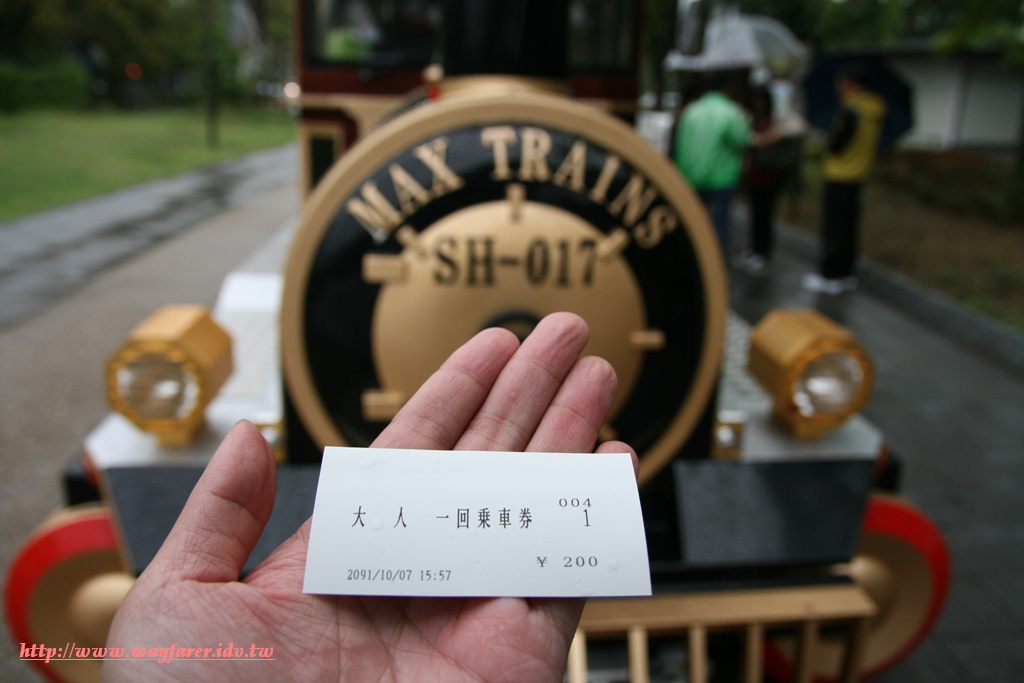 MAX TRAINS
SH-017
004
大人 一回乗車券 1
¥ 200
2091/10/07 15:57
http://www.wayfarer.idv.tw